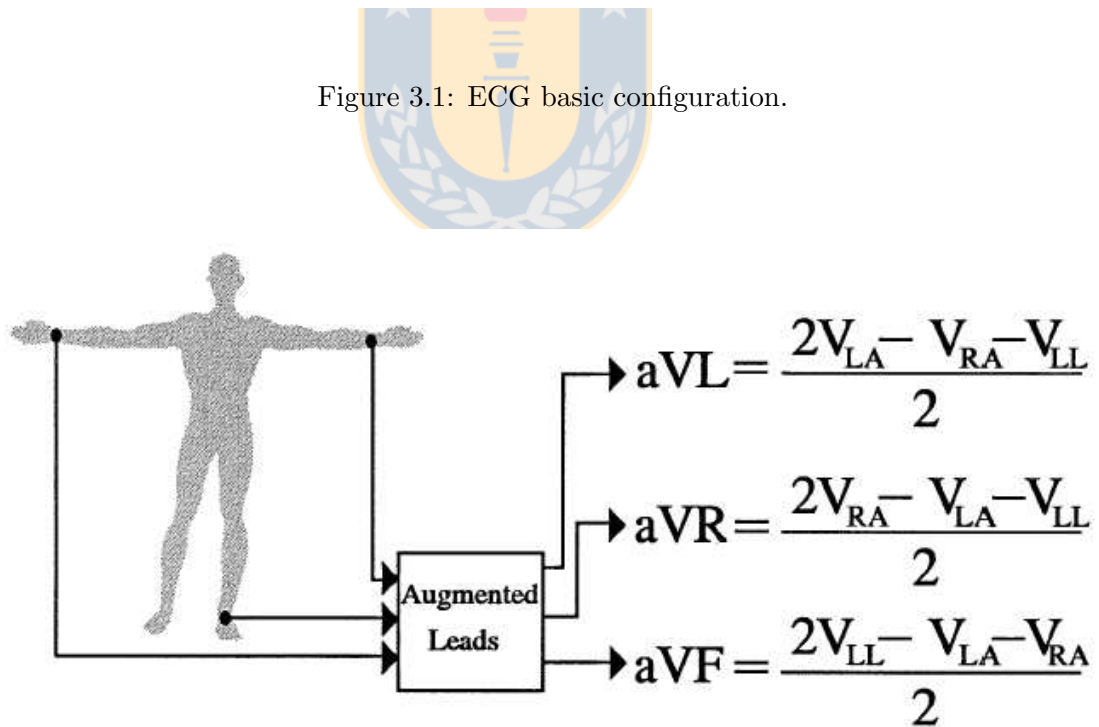 Figure 3.1: ECG basic configuration.
aVL = (2V_LA - V_RA - V_LL) / 2
aVR = (2V_RA - V_LA - V_LL) / 2
Augmented
Leads
aVF = (2V_LL - V_LA - V_RA) / 2